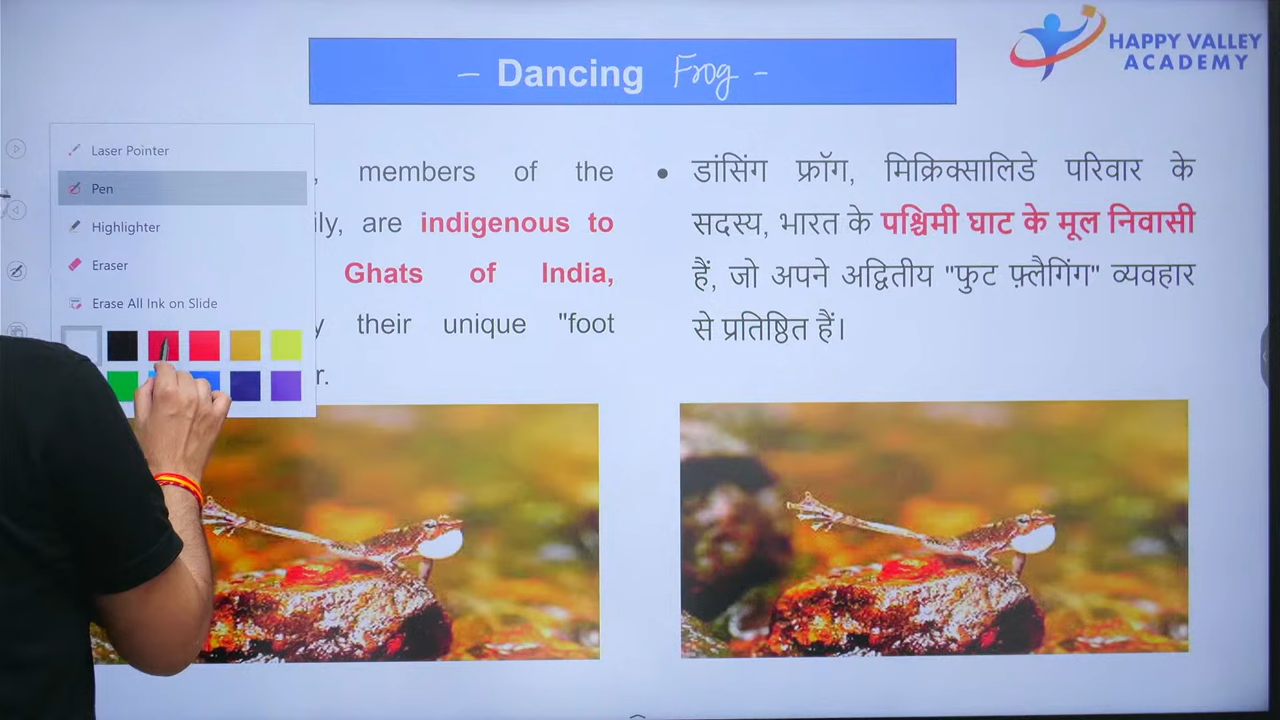 HAPPY VALLEY
ACADEMY
– Dancing Frog –
Laser Pointer
Pen
Highlighter
Eraser
Erase All Ink on Slide
, members of the
ily, are indigenous to
Ghats of India,
y their unique "foot
r.
• डांसिंग फ्रॉग, मिक्रिक्सालिडे परिवार के
सदस्य, भारत के पश्चिमी घाट के मूल निवासी
हैं, जो अपने अद्वितीय "फुट फ़्लैगिंग" व्यवहार
से प्रतिष्ठित हैं।